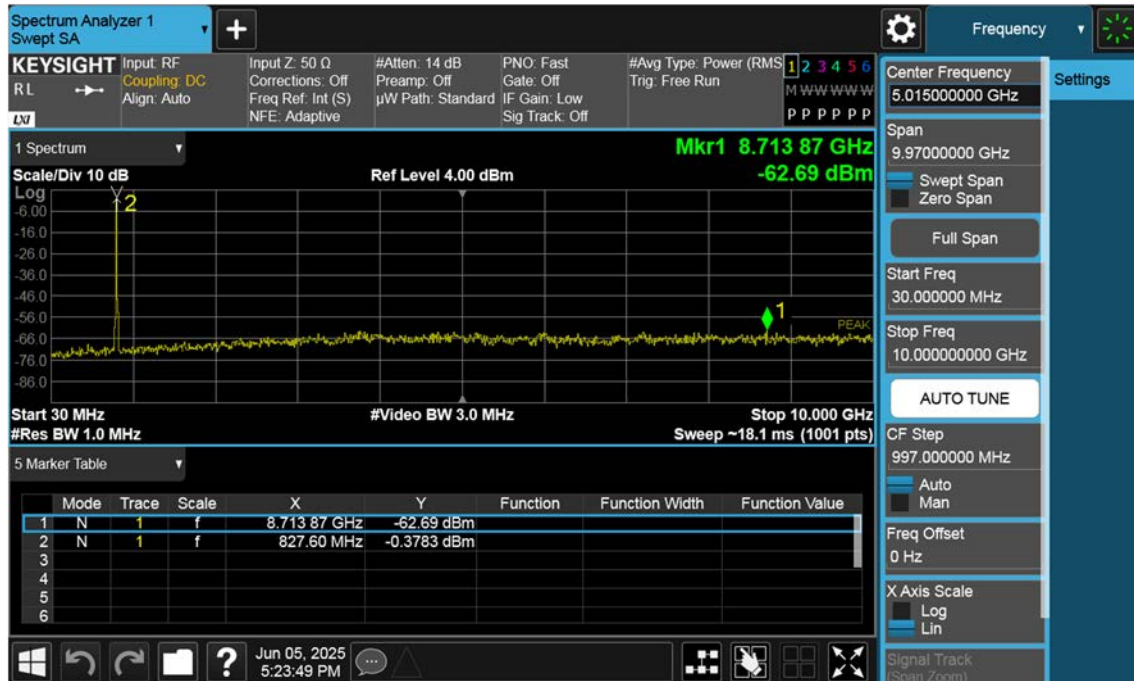 Spectrum Analyzer 1
Swept SA
+
Frequency
KEYSIGHT
RL
LXI
Input: RF
Coupling: DC
Align: Auto
Input Z: 50 Ω
Corrections: Off
Freq Ref: Int (S)
NFE: Adaptive
#Atten: 14 dB
Preamp: Off
µW Path: Standard
PNO: Fast
Gate: Off
IF Gain: Low
Sig Track: Off
#Avg Type: Power (RMS
Trig: Free Run
1 2 3 4 5 6
M W W W W W
P P P P P P
1 Spectrum
Mkr1 8.713 87 GHz
-62.69 dBm
Scale/Div 10 dB
Ref Level 4.00 dBm
Log
-6.00
-16.0
-26.0
-36.0
-46.0
-56.0
-66.0
-76.0
-86.0
2
1
PEAK
Start 30 MHz
#Video BW 3.0 MHz
Stop 10.000 GHz
#Res BW 1.0 MHz
Sweep ~18.1 ms (1001 pts)
5 Marker Table
Mode Trace Scale X Y Function Function Width Function Value
1 N 1 f 8.713 87 GHz -62.69 dBm
2 N 1 f 827.60 MHz -0.3783 dBm
3
4
5
6
?
Jun 05, 2025
5:23:49 PM
Center Frequency
5.015000000 GHz
Settings
Span
9.97000000 GHz
Swept Span
Zero Span
Full Span
Start Freq
30.000000 MHz
Stop Freq
10.000000000 GHz
AUTO TUNE
CF Step
997.000000 MHz
Auto
Man
Freq Offset
0 Hz
X Axis Scale
Log
Lin
Signal Track
(Span Zoom)